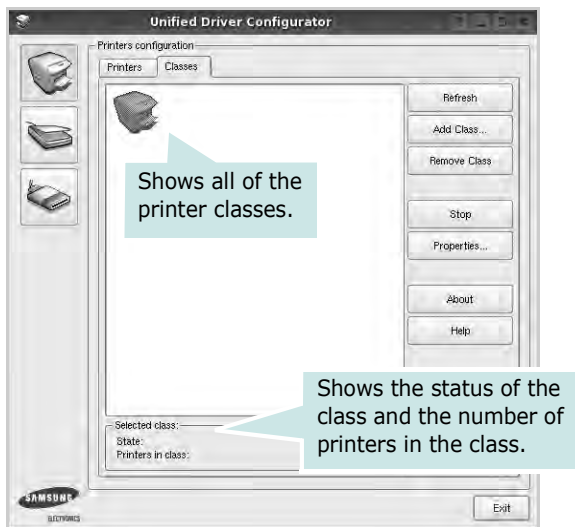 Unified Driver Configurator
Printers configuration
Printers
Classes
Refresh
Add Class...
Remove Class
Shows all of the
printer classes.
Stop
Properties...
About
Help
Shows the status of the
class and the number of
printers in the class.
Selected class:
State:
Printers in class:
SAMSUNG
ELECTRONICS
Exit